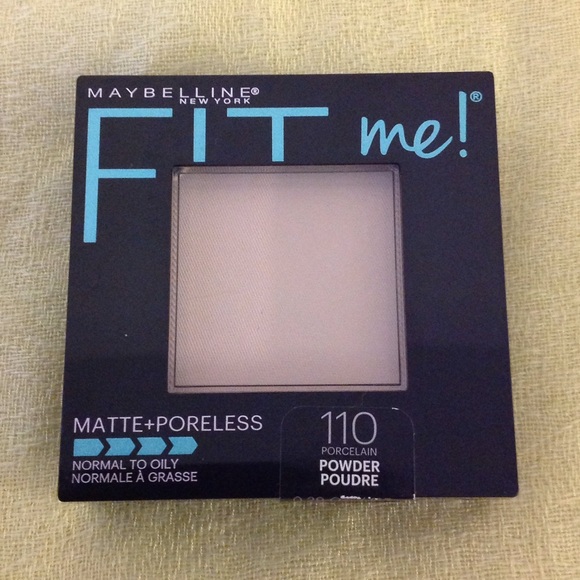 MAYBELLINE®
NEW YORK
FIT me!®
MATTE+PORELESS
NORMAL TO OILY
NORMALE À GRASSE
110
PORCELAIN
POWDER
POUDRE